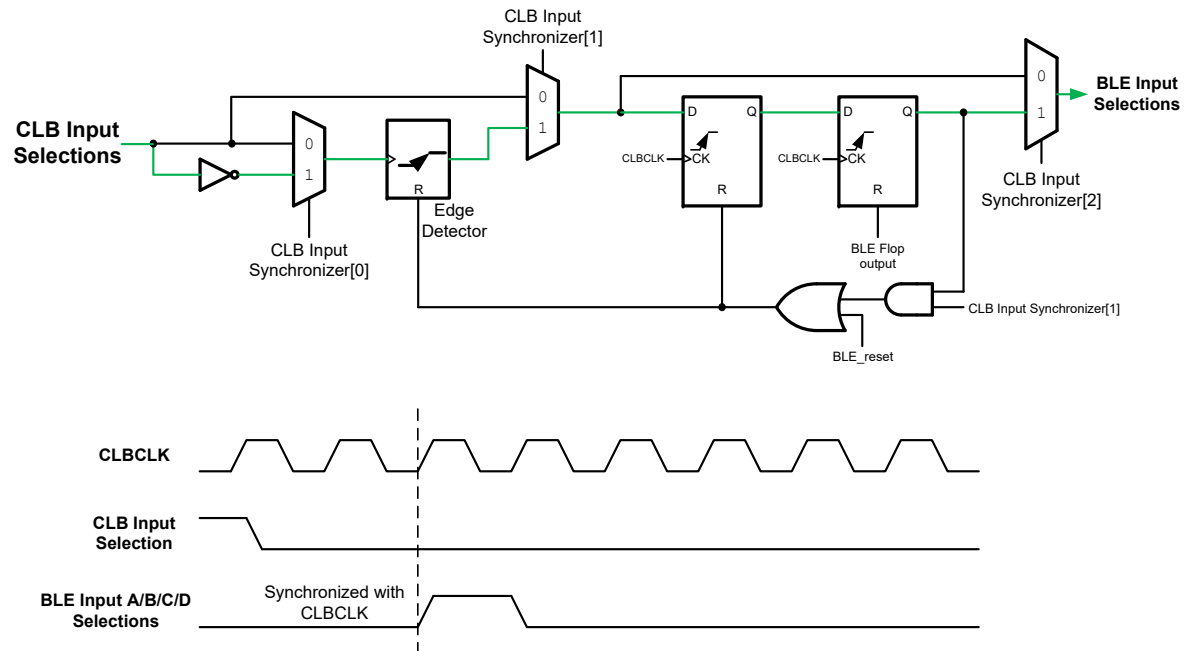 CLB Input
Synchronizer[1]
CLB Input
Selections
0
1
R
Edge
Detector
CLB Input
Synchronizer[0]
0
1
D
Q
CLBCLK
CK
R
D
Q
CLBCLK
CK
R
BLE Flop
output
0
1
BLE Input
Selections
CLB Input
Synchronizer[2]
CLB Input Synchronizer[1]
BLE_reset
CLBCLK
CLB Input
Selection
BLE Input A/B/C/D
Selections
Synchronized with
CLBCLK